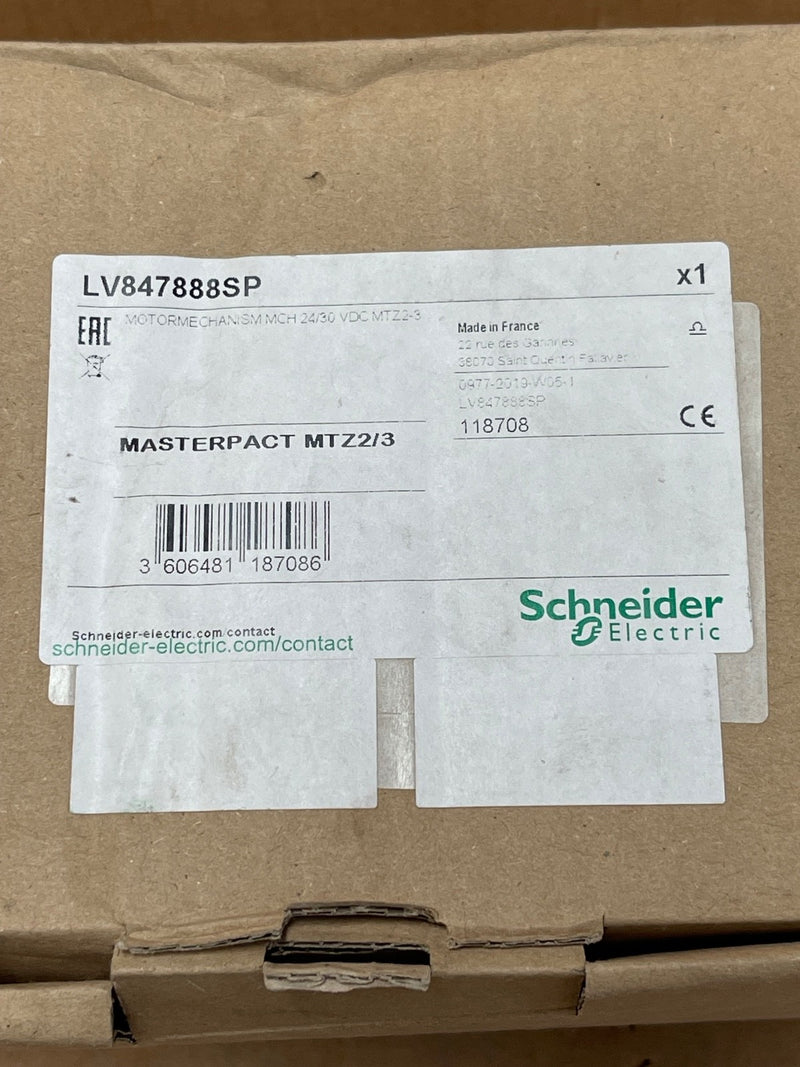 LV847888SP
x1
EAC
MOTORMECHANISM MCH 24/30 VDC MTZ2-3
Made in France
22 rue des
38070 Saint Quentin Fallavier
0977-2019-W05-1
LV847888SP
118708
CE
MASTERPACT MTZ2/3
3 606481 187086
Schneider-electric.com/contact
schneider-electric.com/contact
Schneider
Electric